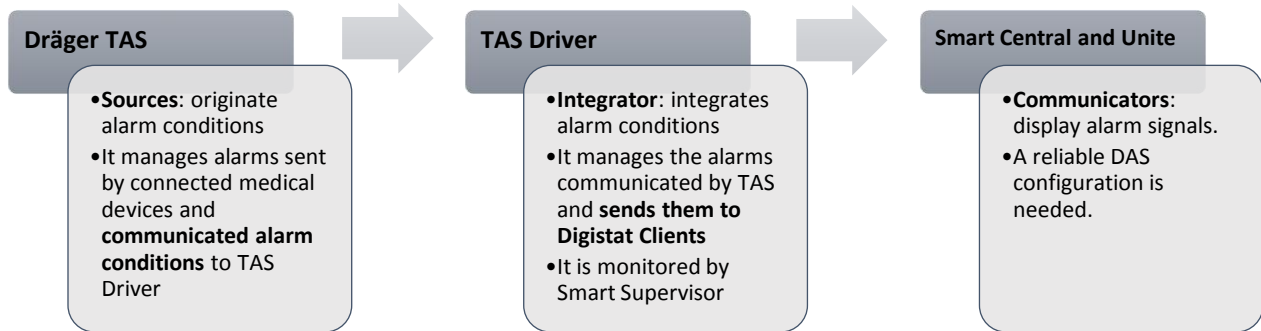 Dräger TAS
•Sources: originate
alarm conditions
•It manages alarms sent
by connected medical
devices and
communicated alarm
conditions to TAS
Driver
TAS Driver
•Integrator: integrates
alarm conditions
•It manages the alarms
communicated by TAS
and sends them to
Digistat Clients
•It is monitored by
Smart Supervisor
Smart Central and Unite
•Communicators:
display alarm signals.
•A reliable DAS
configuration is
needed.